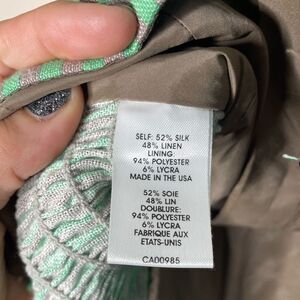 SELF: 52% SILK
48% LINEN
LINING:
94% POLYESTER
6% LYCRA
MADE IN THE USA
52% SOIE
48% LIN
DOUBLURE:
94% POLYESTER
6% LYCRA
FABRIQUE AUX
ETATS-UNIS
CA00985